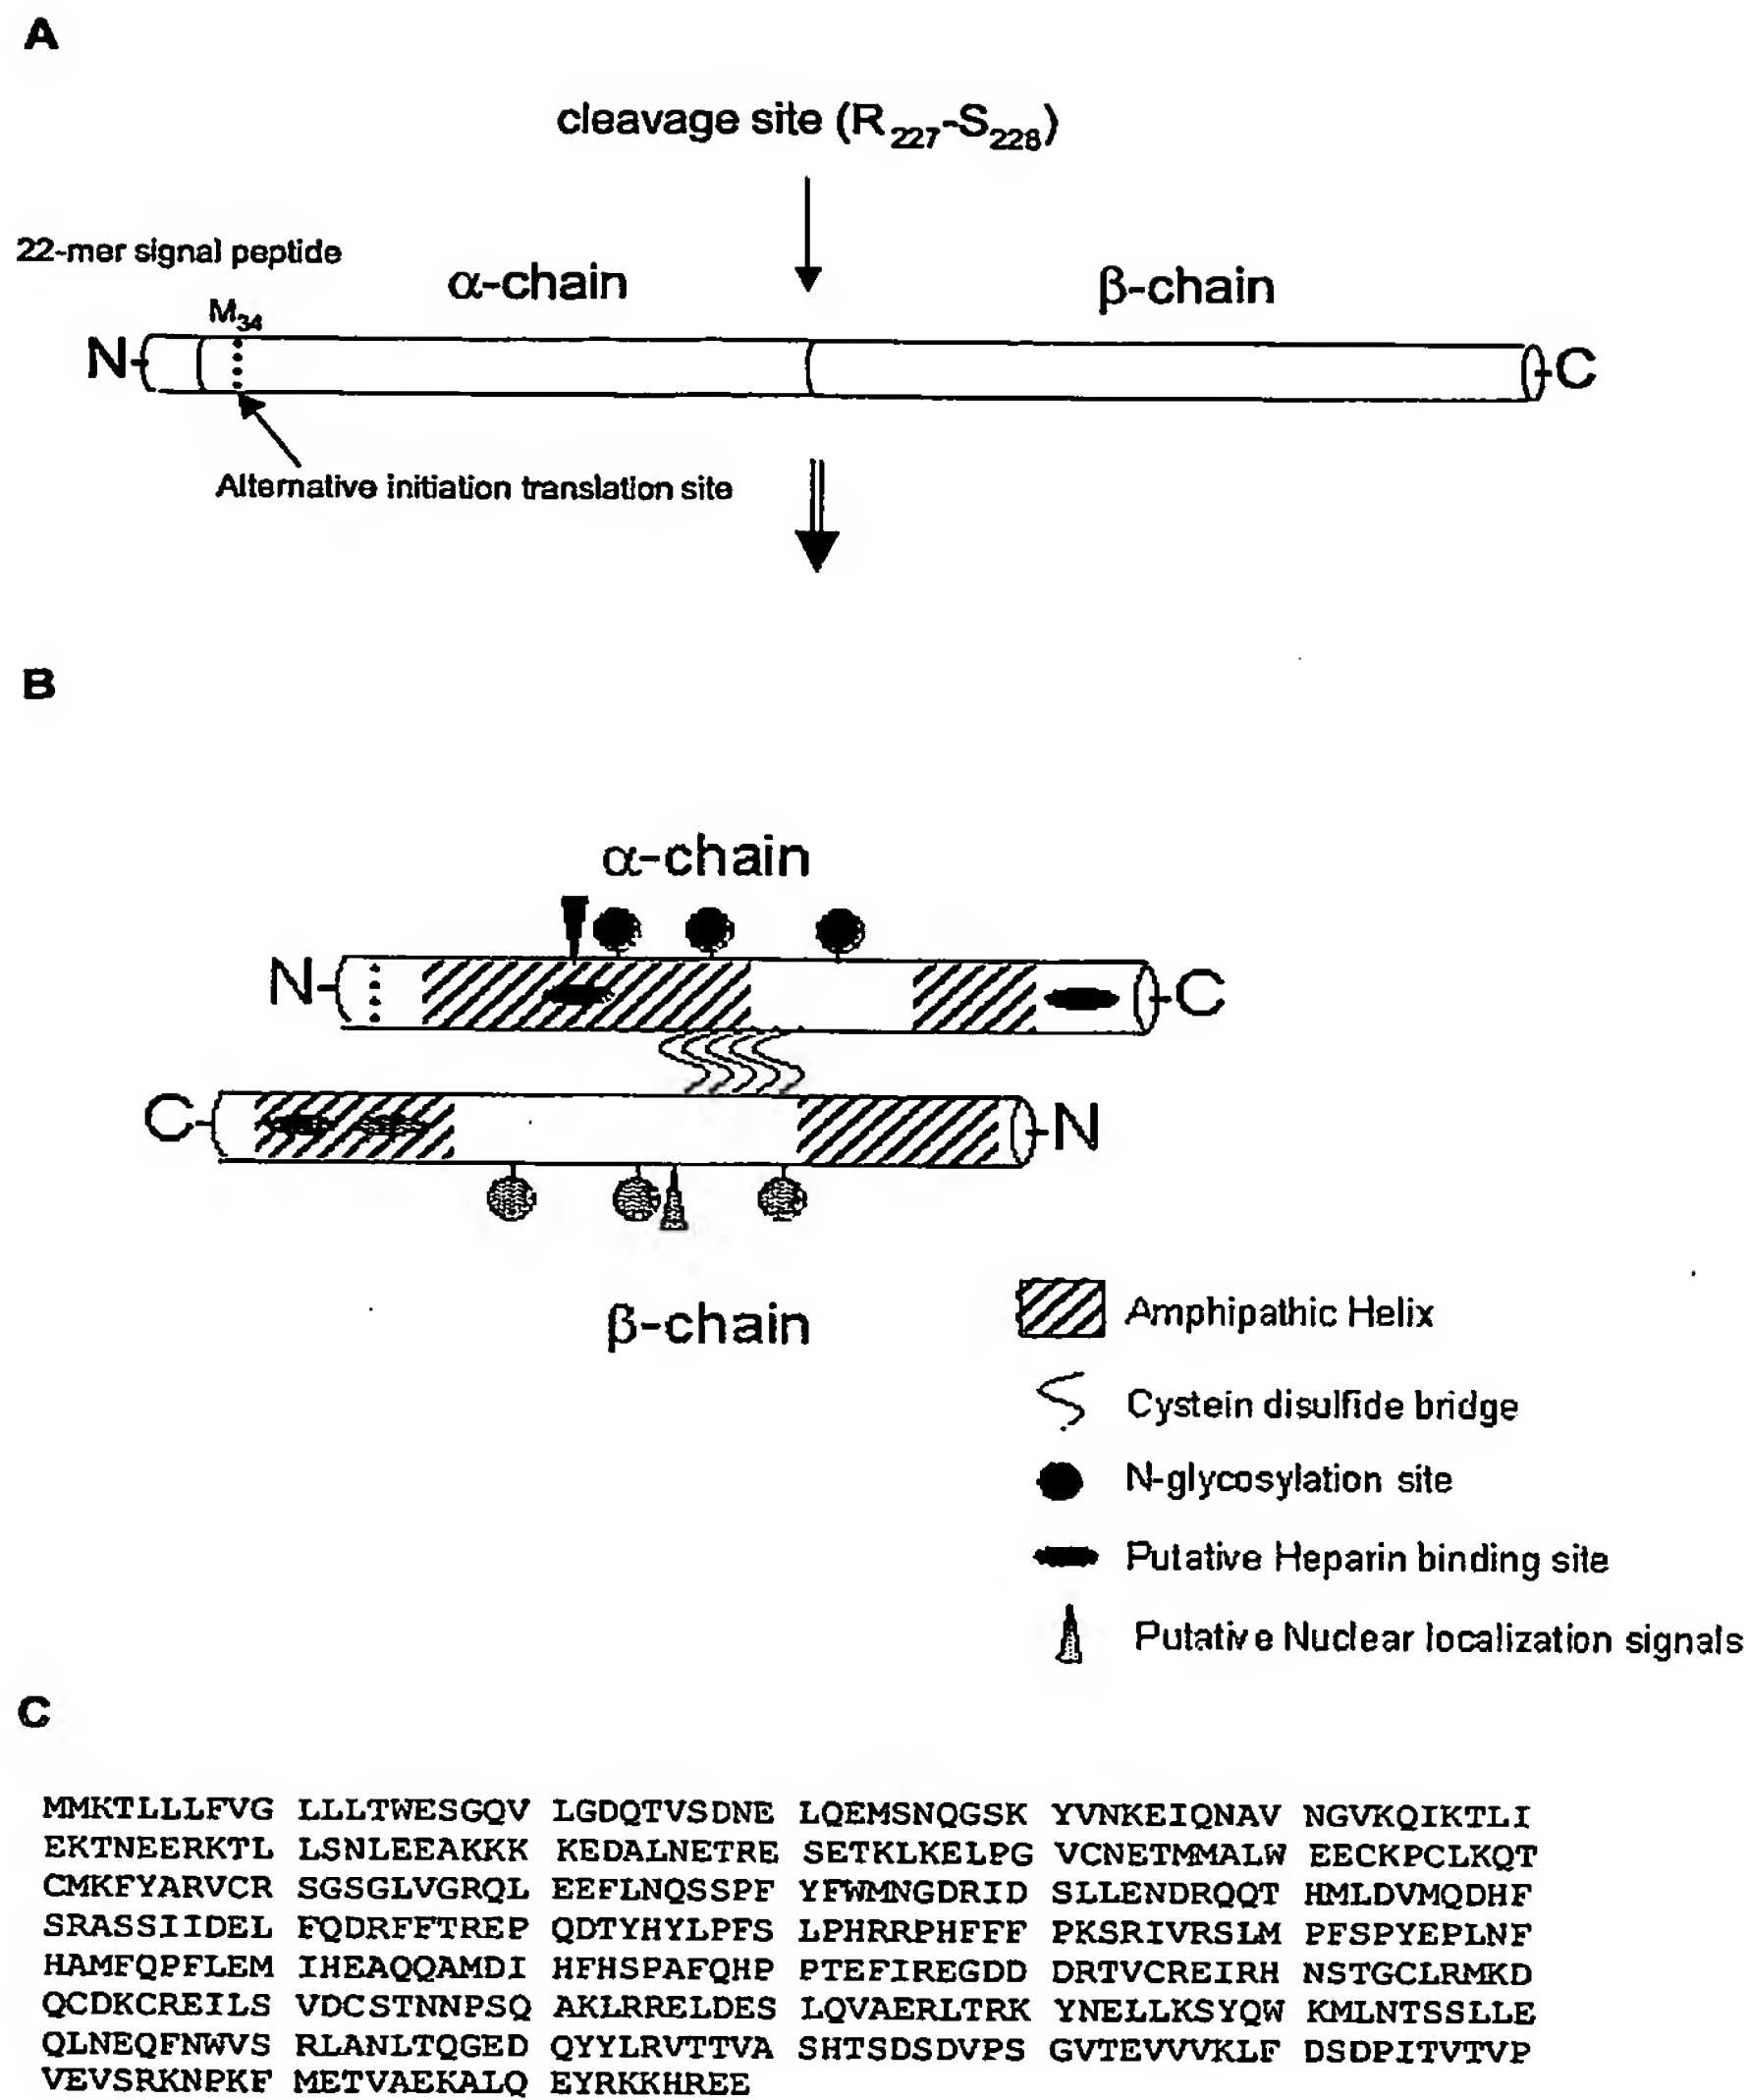 A
cleavage site (R227-S228)
22-mer signal peptide
α-chain
β-chain
M34
N
C
Alternative initiation translation site
B
α-chain
N
C
C
N
β-chain
Amphipathic Helix
Cystein disulfide bridge
N-glycosylation site
Putative Heparin binding site
Putative Nuclear localization signals
C
MMKTLLLFVG LLLTWESGQV LGDQTVSDNE LQEMSNQGSK YVNKEIQNAV NGVKQIKTLI
EKTNEERKTL LSNLEEAKKK KEDALNETRE SETKLKELPG VCNETMMALW EECKPCLKQT
CMKFYARVCR SGSGLVGRQL EEFLNQSSPF YFWMNGDRID SLLENDRQQT HMLDVMQDHF
SRASSIIDEL FQDRFFTREP QDTYHYLPFS LPHRRPHFFF PKSRIVRSLM PFSPYEPLNF
HAMFQPFLEM IHEAQQAMDI HFHSPAFQHP PTEFIREGDD DRTVCREIRH NSTGCLRMKD
QCDKCREILS VDCSTNNPSQ AKLRRELDES LQVAERLTRK YNELLKSYQW KMLNTSSLLE
QLNEQFNWVS RLANLTQGED QYYLRVTTVA SHTSDSDVPS GVTEVVVKLF DSDPITVTVP
VEVSRKNPKF METVAEKALQ EYRKKHREE